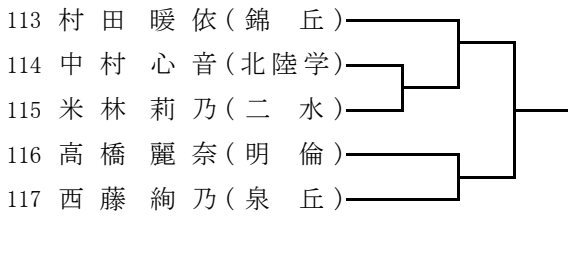 113 村田 暖依(錦丘)
114 中村 心音(北陸学)
115 米林 莉乃(二水)
116 高橋 麗奈(明倫)
117 西藤 絢乃(泉丘)